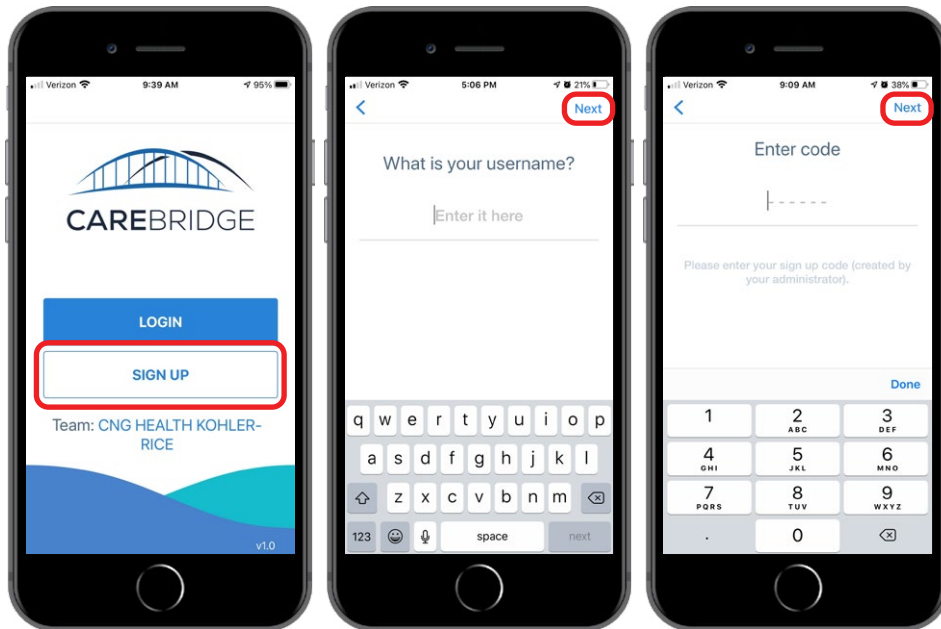 Verizon 9:39 AM 95%
CAREBRIDGE
LOGIN
SIGN UP
Team: CNG HEALTH KOHLER-
RICE
v1.0
Verizon 5:06 PM 21%
Next
What is your username?
Enter it here
q w e r t y u i o p
a s d f g h j k l
z x c v b n m
123 space next
Verizon 9:09 AM 38%
Next
Enter code
Please enter your sign up code (created by
your administrator).
Done
1 2 3
ABC DEF
4 5 6
GHI JKL MNO
7 8 9
PQRS TUV WXYZ
. 0